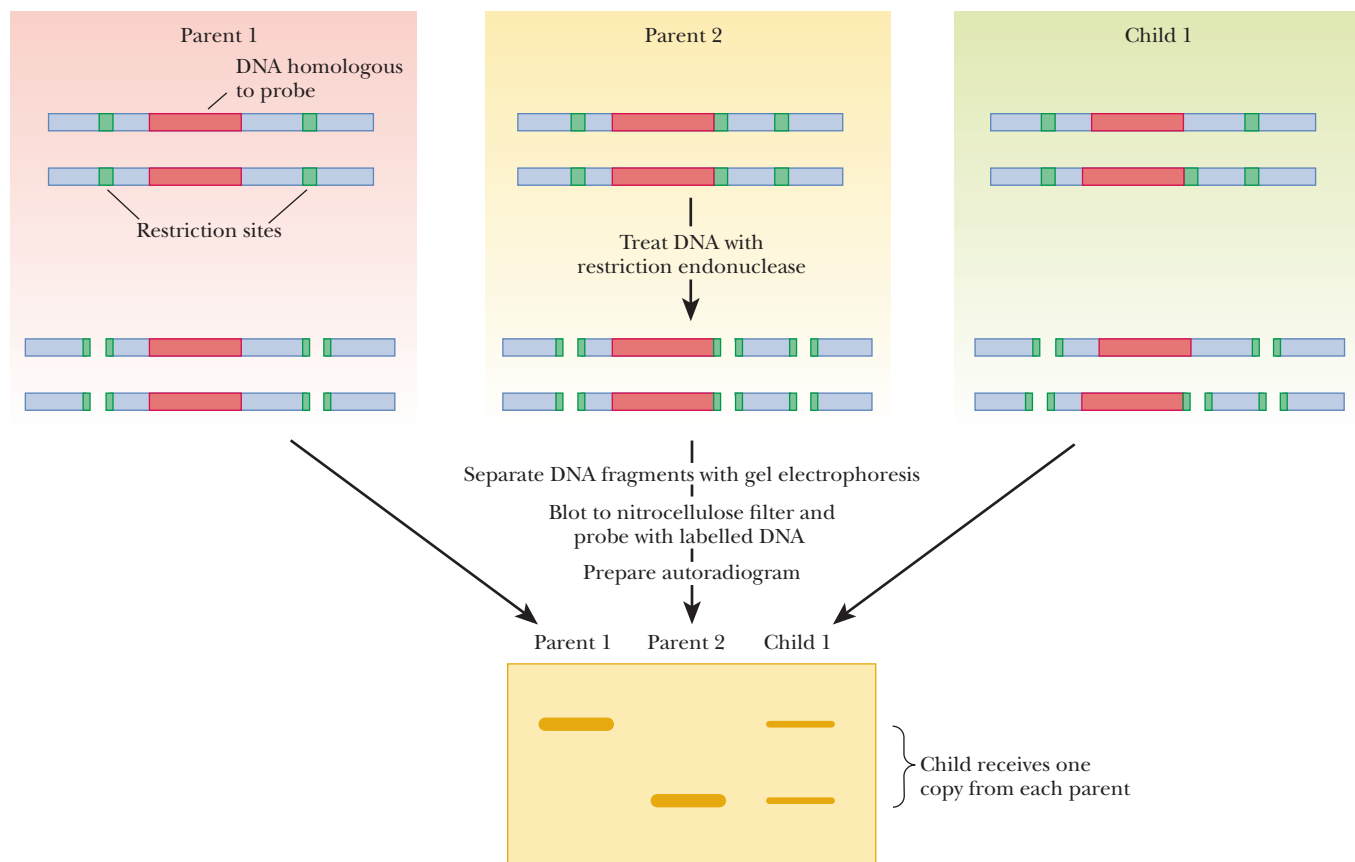 Parent 1
DNA homologous
to probe
Restriction sites
Parent 2
Treat DNA with
restriction endonuclease
Child 1
Separate DNA fragments with gel electrophoresis
Blot to nitrocellulose filter and
probe with labelled DNA
Prepare autoradiogram
Parent 1
Parent 2
Child 1
Child receives one
copy from each parent